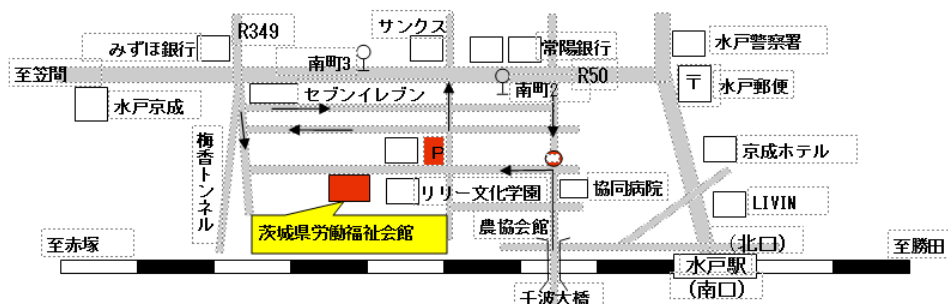 サンクス
R349
みずほ銀行
常陽銀行
水戸警察署
南町3
至笠間
R50
〒
水戸郵便
セブンイレブン
南町2
水戸京成
P
京成ホテル
梅香トンネル
リリー文化学園
協同病院
LIVIN
茨城県労働福祉会館
農協会館
(北口)
至赤塚
至勝田
水戸駅
(南口)
千波大橋